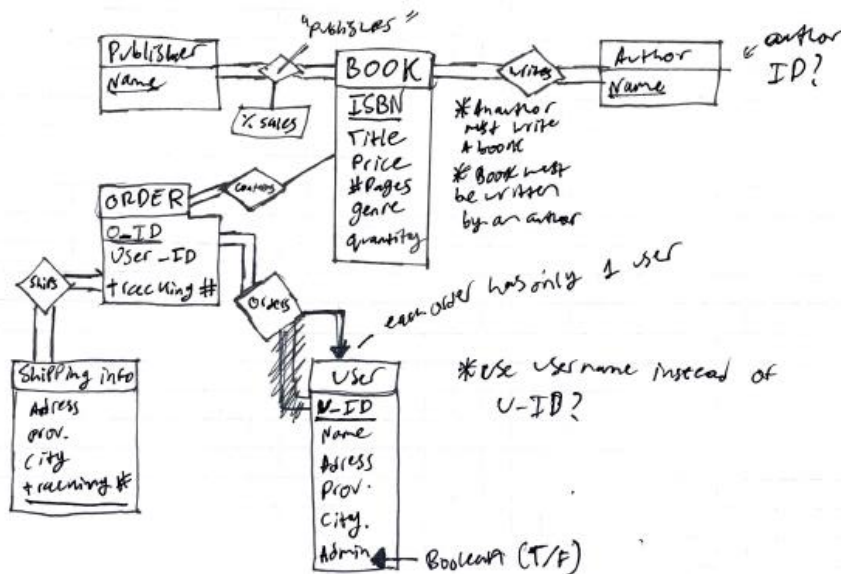 "Publishes"
Publisher
Name
% sales
BOOK
ISBN
Title
Price
#Pages
genre
quantity
writes
* An author
must write
a book
* Book must
be written
by an author
Author
Name
author
ID?
ORDER
O_ID
User_ID
tracking #
contains
Ships
Orders
each order has only 1 user
Shipping info
Adress
Prov.
City
tracking #
User
U_ID
Name
Adress
Prov.
City.
Admin
Boolean (T/F)
* use username instead of
U-ID?